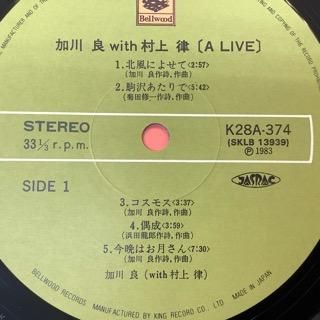 Bellwood
加川 良 with 村上 律〔A LIVE〕
1.北風によせて〈2:57〉
(加川 良作詩,作曲)
2.駒沢あたりで〈5:42〉
(菊田修一作詩,作曲)
STEREO
33⅓ r.p.m.
K28A-374
(SKLB 13939)
Ⓟ 1983
SIDE 1
JASRAC
3.コスモス〈3:37〉
(加川 良作詩,作曲)
4.偶成〈3:59〉
(浜田龍郎作詩,作曲)
5.今晩はお月さん〈7:30〉
(加川 良作詩,作曲)
加川 良 (with 村上 律)
BELLWOOD RECORDS MANUFACTURED BY KING RECORD CO., LTD. MADE IN JAPAN